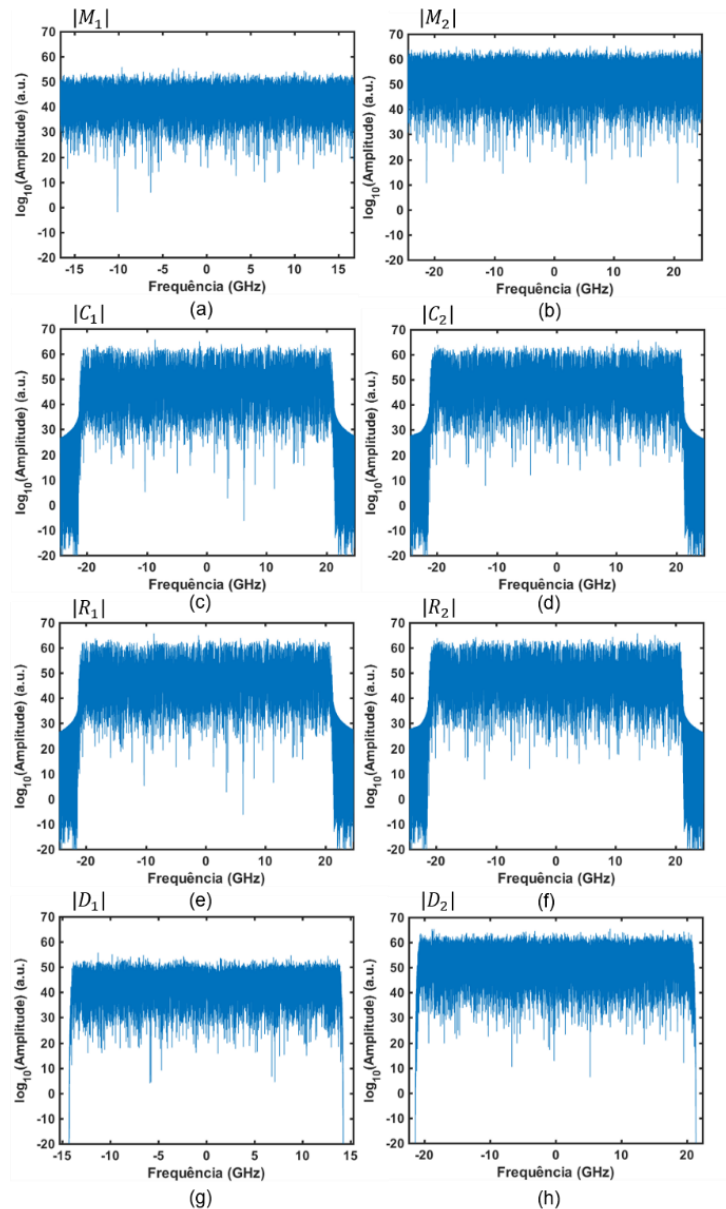 |M₁|
70
60
50
40
30
20
10
0
-10
-20
log₁₀(Amplitude) (a.u.)
-15 -10 -5 0 5 10 15
Frequência (GHz)
(a)
|M₂|
70
60
50
40
30
20
10
0
-10
-20
log₁₀(Amplitude) (a.u.)
-20 -10 0 10 20
Frequência (GHz)
(b)
|C₁|
70
60
50
40
30
20
10
0
-10
-20
log₁₀(Amplitude) (a.u.)
-20 -10 0 10 20
Frequência (GHz)
(c)
|C₂|
70
60
50
40
30
20
10
0
-10
-20
log₁₀(Amplitude) (a.u.)
-20 -10 0 10 20
Frequência (GHz)
(d)
|R₁|
70
60
50
40
30
20
10
0
-10
-20
log₁₀(Amplitude) (a.u.)
-20 -10 0 10 20
Frequência (GHz)
(e)
|R₂|
70
60
50
40
30
20
10
0
-10
-20
log₁₀(Amplitude) (a.u.)
-20 -10 0 10 20
Frequência (GHz)
(f)
|D₁|
70
60
50
40
30
20
10
0
-10
-20
log₁₀(Amplitude) (a.u.)
-15 -10 -5 0 5 10 15
Frequência (GHz)
(g)
|D₂|
70
60
50
40
30
20
10
0
-10
-20
log₁₀(Amplitude) (a.u.)
-20 -10 0 10 20
Frequência (GHz)
(h)